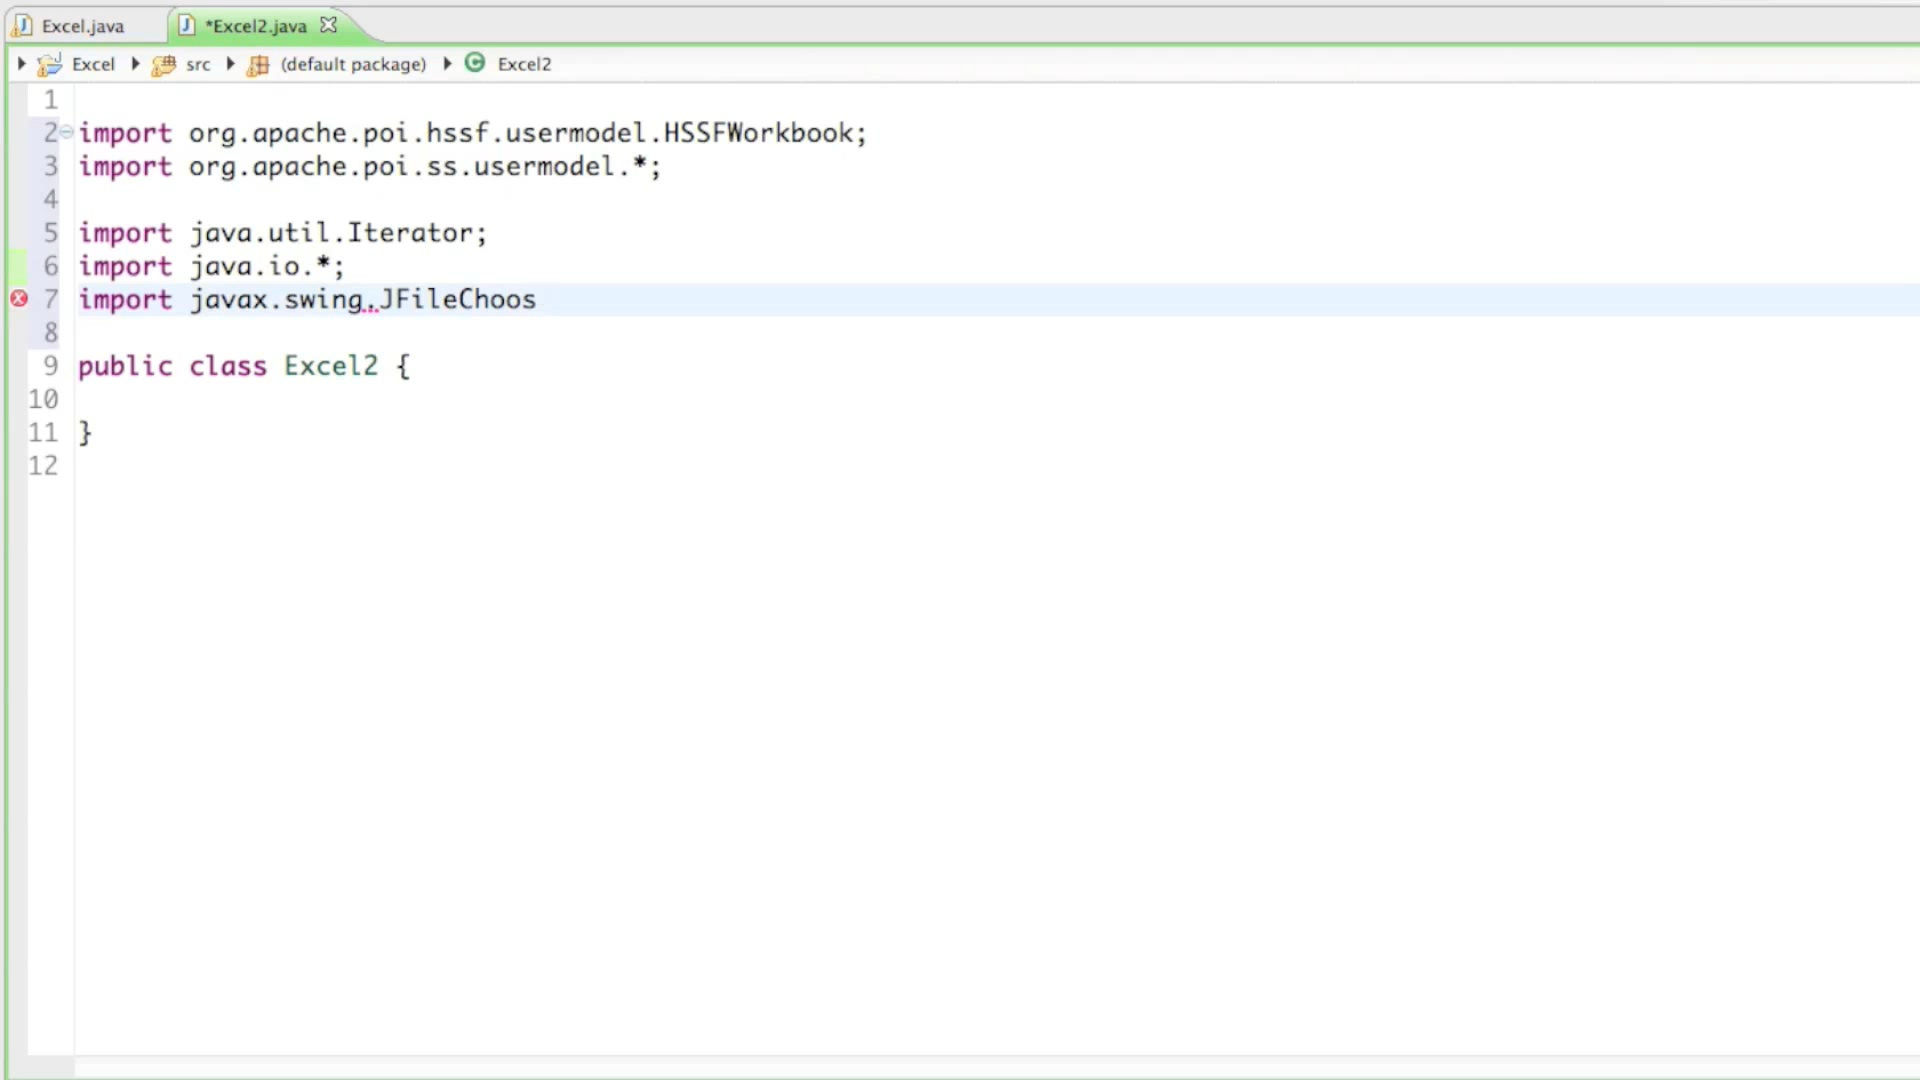 Excel.java *Excel2.java
Excel src (default package) Excel2
1
2 import org.apache.poi.hssf.usermodel.HSSFWorkbook;
3 import org.apache.poi.ss.usermodel.*;
4
5 import java.util.Iterator;
6 import java.io.*;
7 import javax.swing.JFileChoos
8
9 public class Excel2 {
10
11 }
12